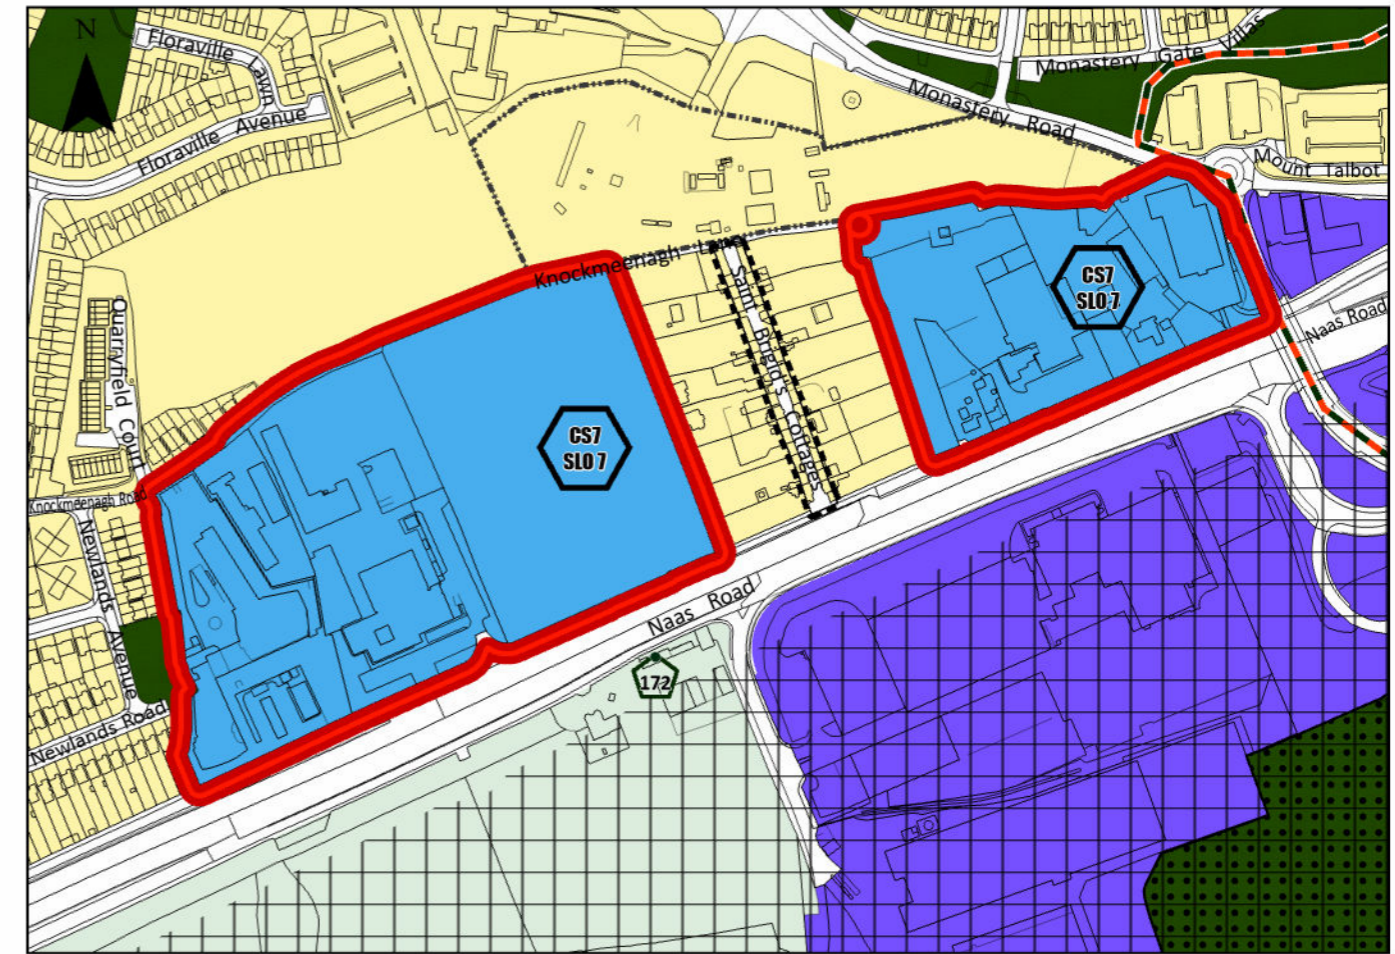 N
Floraville Lawn
Floraville Avenue
Monastery Gate Villas
Monastery Road
Mount Talbot
Knockmeenagh Lane
Saint Brigid's Cottages
CS7
SLO 7
Naas Road
Quarryfield Court
CS7
SLO 7
Knockmeenagh Road
Newlands Avenue
Naas Road
172
Newlands Road